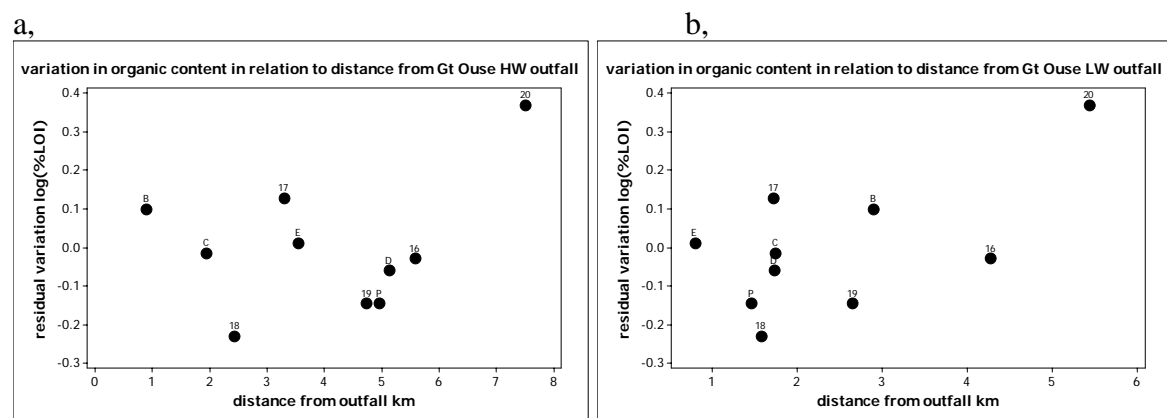 a,
variation in organic content in relation to distance from Gt Ouse HW outfall
residual variation log(%LOI)
0.4
0.3
0.2
0.1
0.0
-0.1
-0.2
-0.3
20
17
B
E
C
16
D
19
P
18
0
1
2
3
4
5
6
7
8
distance from outfall km
b,
variation in organic content in relation to distance from Gt Ouse LW outfall
residual variation log(%LOI)
0.4
0.3
0.2
0.1
0.0
-0.1
-0.2
-0.3
20
17
B
E
C
16
D
P
19
18
1
2
3
4
5
6
distance from outfall km